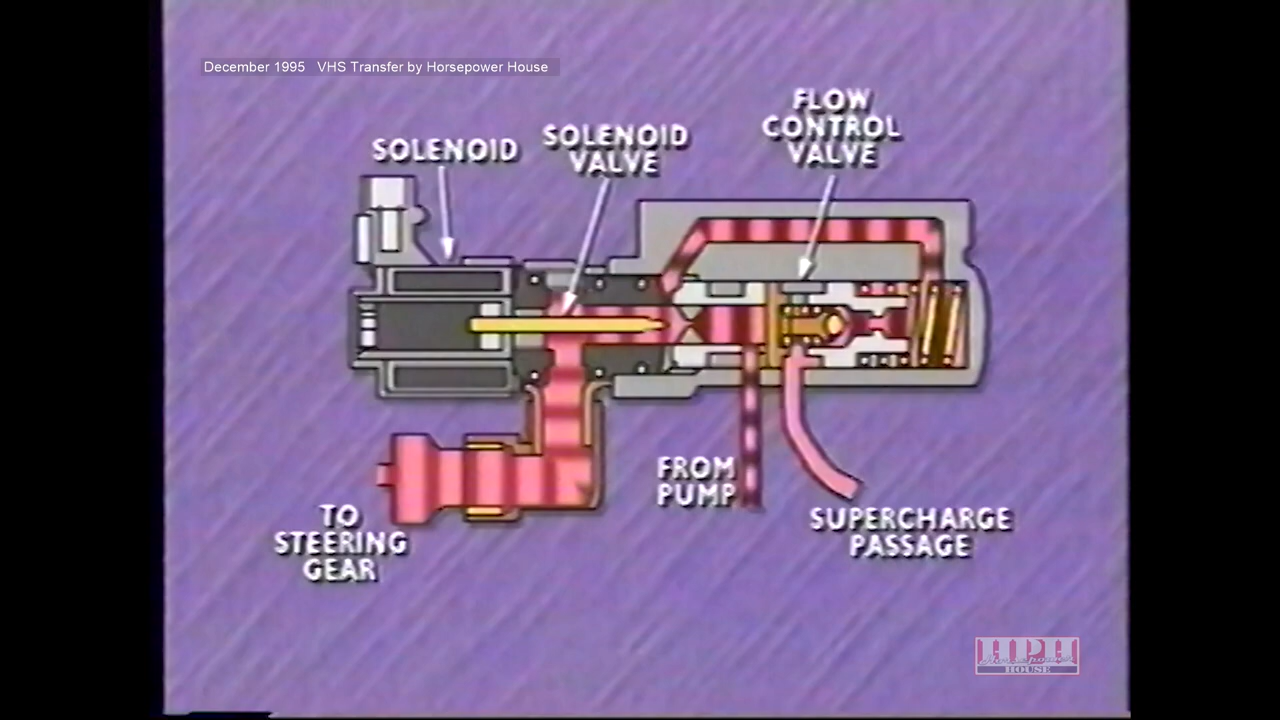 December 1995 VHS Transfer by Horsepower House
SOLENOID
SOLENOID
VALVE
FLOW
CONTROL
VALVE
FROM
PUMP
TO
STEERING
GEAR
SUPERCHARGE
PASSAGE
HPH
Horsepower
HOUSE